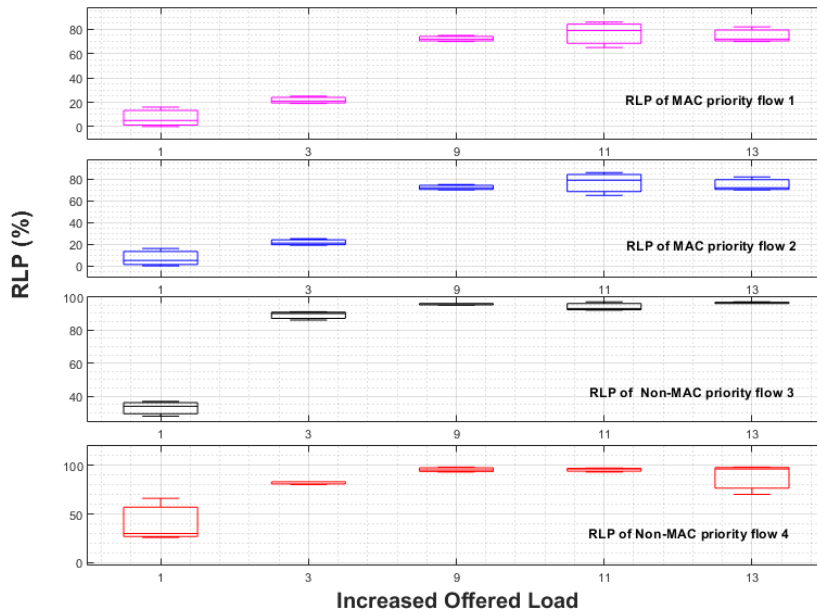 80
60
40
20
0
RLP of MAC priority flow 1
1 3 9 11 13
80
60
40
20
0
RLP of MAC priority flow 2
1 3 9 11 13
RLP (%)
100
80
60
40
RLP of Non-MAC priority flow 3
1 3 9 11 13
100
50
0
RLP of Non-MAC priority flow 4
1 3 9 11 13
Increased Offered Load